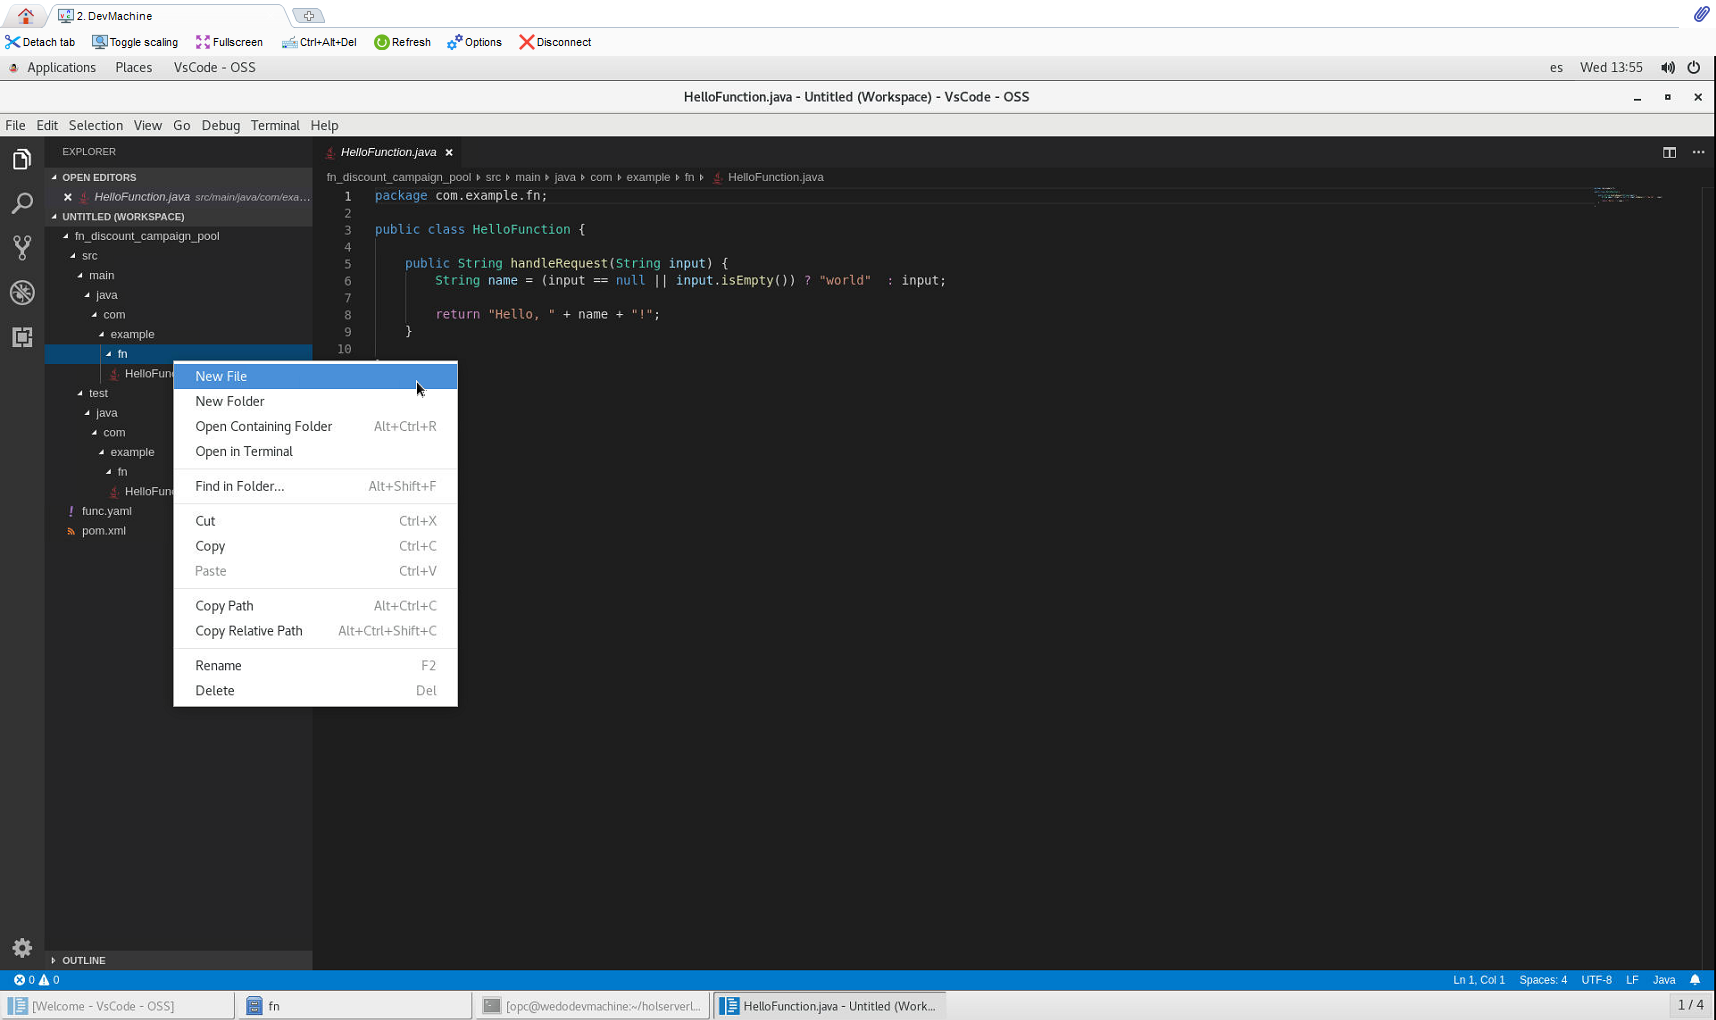 2. DevMachine
Detach tab Toggle scaling Fullscreen Ctrl+Alt+Del Refresh Options Disconnect
Applications Places VsCode - OSS es Wed 13:55
HelloFunction.java - Untitled (Workspace) - VsCode - OSS
File Edit Selection View Go Debug Terminal Help
EXPLORER
OPEN EDITORS
HelloFunction.java src/main/java/com/exa...
UNTITLED (WORKSPACE)
fn_discount_campaign_pool
src
main
java
com
example
fn
HelloFun
test
java
com
example
fn
HelloFun
! func.yaml
pom.xml
OUTLINE
New File
New Folder
Open Containing Folder Alt+Ctrl+R
Open in Terminal
Find in Folder... Alt+Shift+F
Cut Ctrl+X
Copy Ctrl+C
Paste Ctrl+V
Copy Path Alt+Ctrl+C
Copy Relative Path Alt+Ctrl+Shift+C
Rename F2
Delete Del
HelloFunction.java
fn_discount_campaign_pool src main java com example fn HelloFunction.java
1 package com.example.fn;
2
3 public class HelloFunction {
4
5 public String handleRequest(String input) {
6 String name = (input == null || input.isEmpty()) ? "world"  : input;
7
8 return "Hello, " + name + "!";
9 }
10
0 0 Ln 1, Col 1 Spaces: 4 UTF-8 LF Java
[Welcome - VsCode - OSS] fn [opc@wedodevmachine:~/holserverl... HelloFunction.java - Untitled (Work... 1 / 4